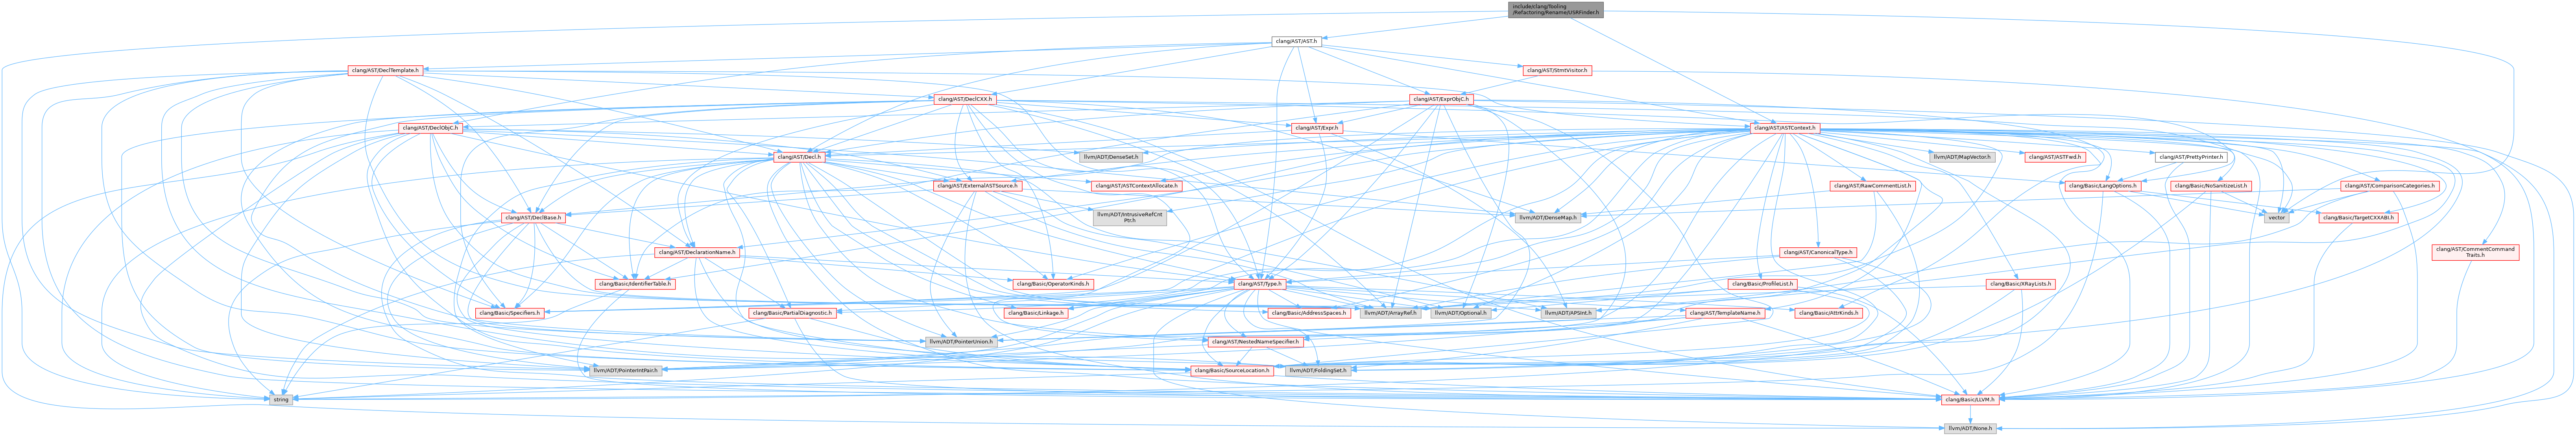 include/clang/Tooling
/Refactoring/Rename/USRFinder.h
clang/AST/AST.h
clang/AST/DeclTemplate.h
clang/AST/StmtVisitor.h
clang/AST/DeclCXX.h
clang/AST/ExprObjC.h
clang/AST/DeclObjC.h
clang/AST/Expr.h
clang/AST/ASTContext.h
clang/AST/Decl.h
llvm/ADT/DenseSet.h
llvm/ADT/MapVector.h
clang/AST/ASTFwd.h
clang/AST/PrettyPrinter.h
clang/AST/ExternalASTSource.h
clang/AST/ASTContextAllocate.h
clang/AST/RawCommentList.h
clang/Basic/LangOptions.h
clang/Basic/NoSanitizeList.h
clang/AST/ComparisonCategories.h
clang/AST/DeclBase.h
llvm/ADT/IntrusiveRefCnt
Ptr.h
llvm/ADT/DenseMap.h
vector
clang/Basic/TargetCXXABI.h
clang/AST/DeclarationName.h
clang/AST/CanonicalType.h
clang/AST/CommentCommand
Traits.h
clang/Basic/IdentifierTable.h
clang/Basic/OperatorKinds.h
clang/AST/Type.h
clang/Basic/ProfileList.h
clang/Basic/XRayLists.h
clang/Basic/Specifiers.h
clang/Basic/PartialDiagnostic.h
clang/Basic/Linkage.h
clang/Basic/AddressSpaces.h
llvm/ADT/ArrayRef.h
llvm/ADT/Optional.h
llvm/ADT/APSInt.h
clang/AST/TemplateName.h
clang/Basic/AttrKinds.h
llvm/ADT/PointerUnion.h
clang/AST/NestedNameSpecifier.h
llvm/ADT/PointerIntPair.h
clang/Basic/SourceLocation.h
llvm/ADT/FoldingSet.h
string
clang/Basic/LLVM.h
llvm/ADT/None.h